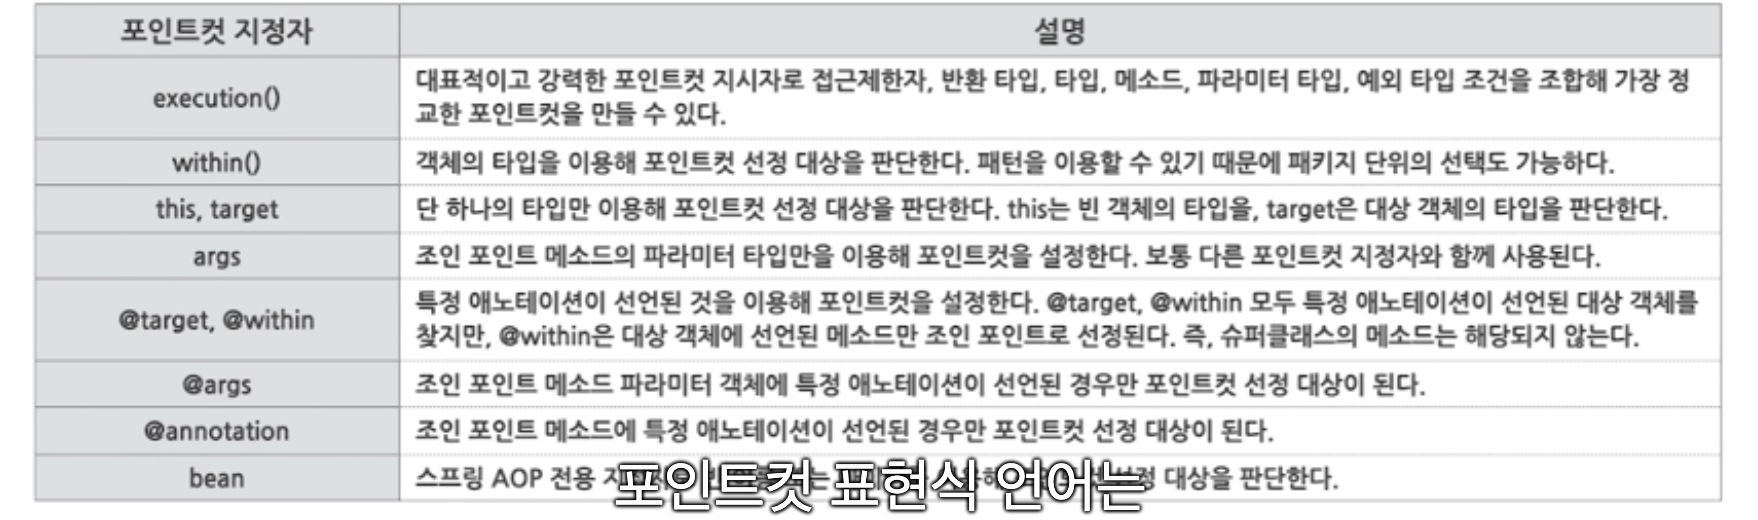 포인트컷 지정자 설명
execution() 대표적이고 강력한 포인트컷 지시자로 접근제한자, 반환 타입, 타입, 메소드, 파라미터 타입, 예외 타입 조건을 조합해 가장 정
교한 포인트컷을 만들 수 있다.
within() 객체의 타입을 이용해 포인트컷 선정 대상을 판단한다. 패턴을 이용할 수 있기 때문에 패키지 단위의 선택도 가능하다.
this, target 단 하나의 타입만 이용해 포인트컷 선정 대상을 판단한다. this는 빈 객체의 타입을, target은 대상 객체의 타입을 판단한다.
args 조인 포인트 메소드의 파라미터 타입만을 이용해 포인트컷을 설정한다. 보통 다른 포인트컷 지정자와 함께 사용된다.
@target, @within 특정 애노테이션이 선언된 것을 이용해 포인트컷을 설정한다. @target, @within 모두 특정 애노테이션이 선언된 대상 객체를
찾지만, @within은 대상 객체에 선언된 메소드만 조인 포인트로 선정된다. 즉, 슈퍼클래스의 메소드는 해당되지 않는다.
@args 조인 포인트 메소드 파라미터 객체에 특정 애노테이션이 선언된 경우만 포인트컷 선정 대상이 된다.
@annotation 조인 포인트 메소드에 특정 애노테이션이 선언된 경우만 포인트컷 선정 대상이 된다.
bean 스프링 AOP 전용 대상을 판단한다.
포인트컷 표현식 언어는